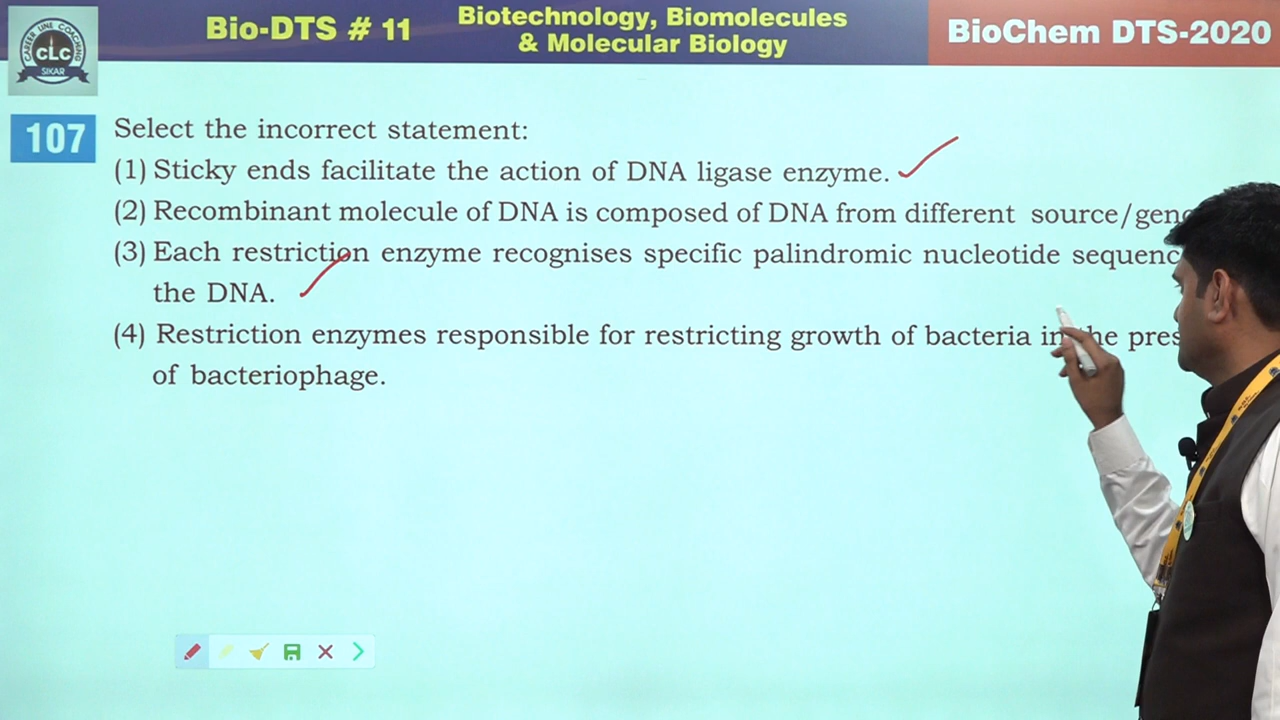 CAREER LINE COACHING
CLC
SIKAR
Bio-DTS # 11
Biotechnology, Biomolecules
& Molecular Biology
BioChem DTS-2020
107
Select the incorrect statement:
(1) Sticky ends facilitate the action of DNA ligase enzyme.
(2) Recombinant molecule of DNA is composed of DNA from different source/gen
(3) Each restriction enzyme recognises specific palindromic nucleotide sequenc
the DNA.
(4) Restriction enzymes responsible for restricting growth of bacteria in the pres
of bacteriophage.